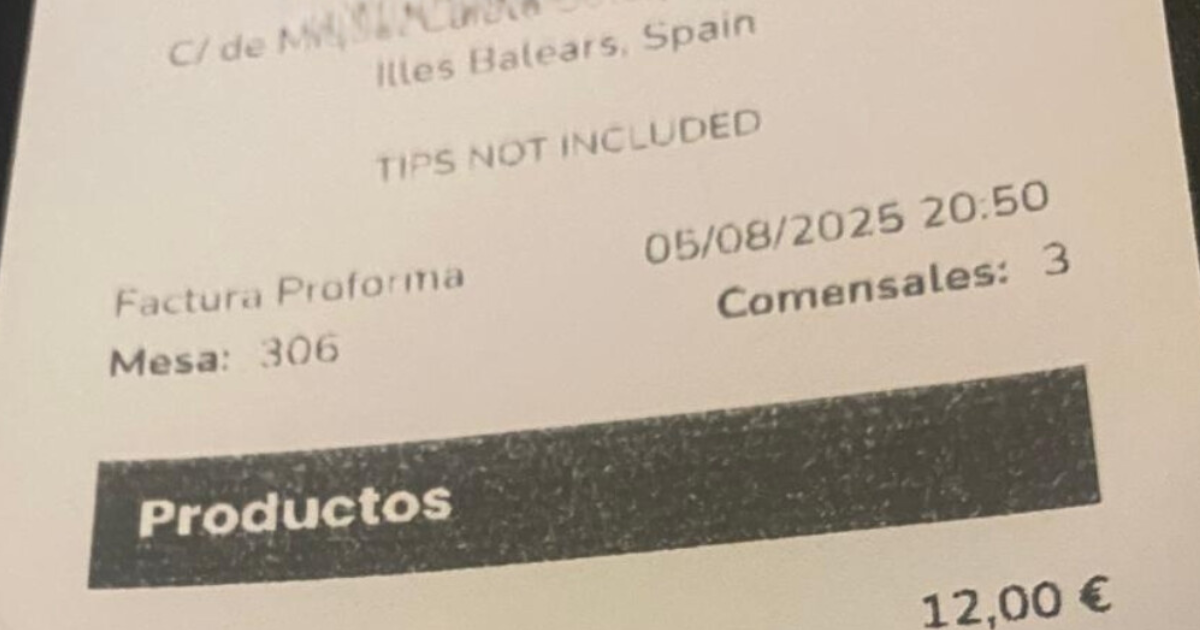 C/ de
Illes Balears, Spain
TIPS NOT INCLUDED
05/08/2025 20:50
Factura Proforma
Comensales: 3
Mesa: 306
Productos
12,00 €